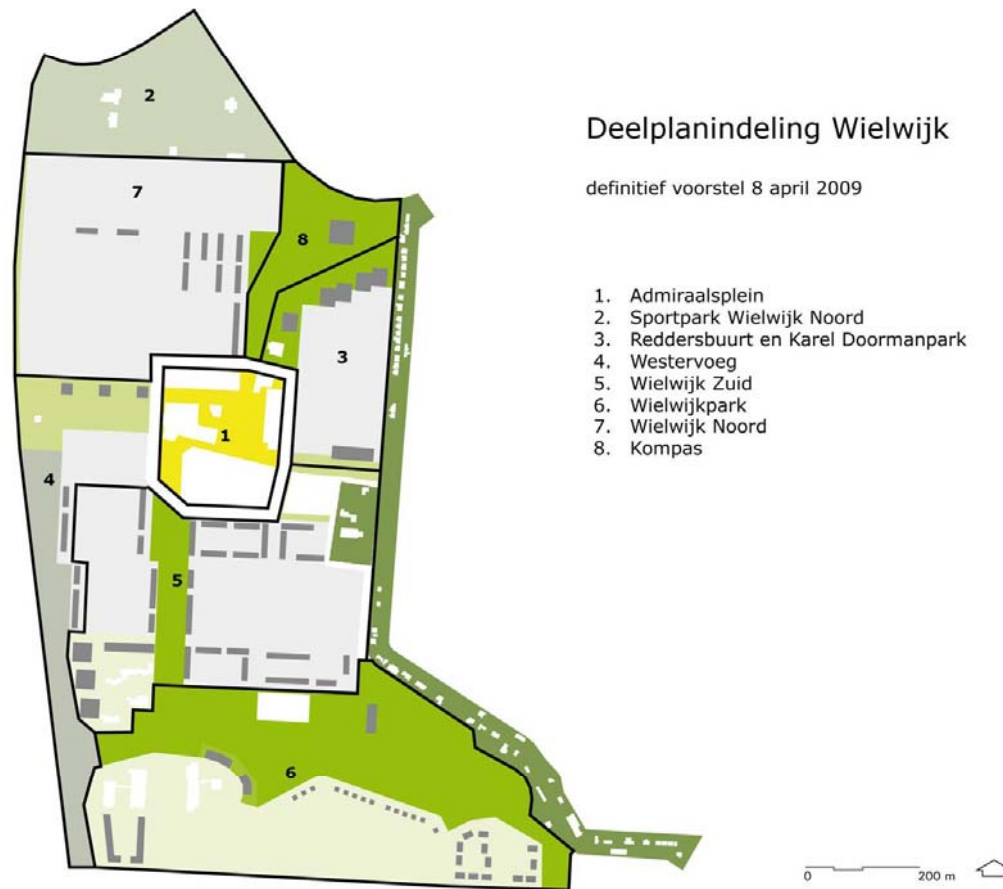 Deelplanindeling Wielwijk
definitief voorstel 8 april 2009
1. Admiraalsplein
2. Sportpark Wielwijk Noord
3. Reddersbuurt en Karel Doormanpark
4. Westervoeg
5. Wielwijk Zuid
6. Wielwijkpark
7. Wielwijk Noord
8. Kompas
2
7
8
3
1
4
5
6
0 200 m